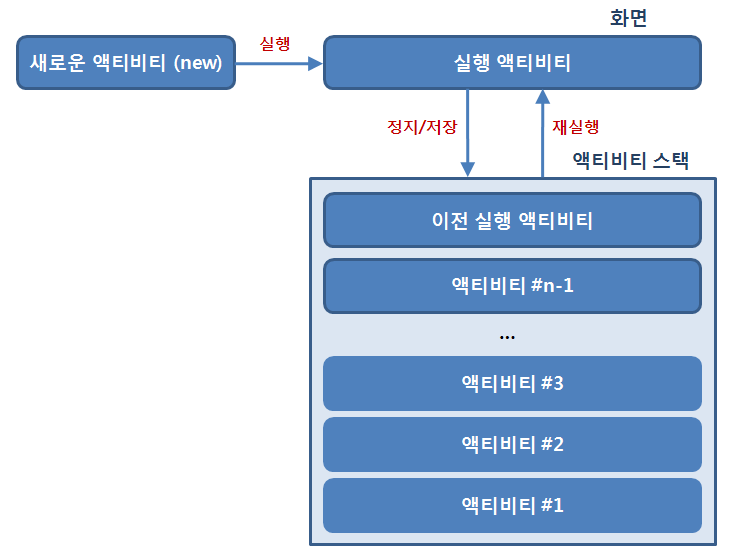 화면
새로운 액티비티 (new)
실행
실행 액티비티
정지/저장
재실행
액티비티 스택
이전 실행 액티비티
액티비티 #n-1
...
액티비티 #3
액티비티 #2
액티비티 #1